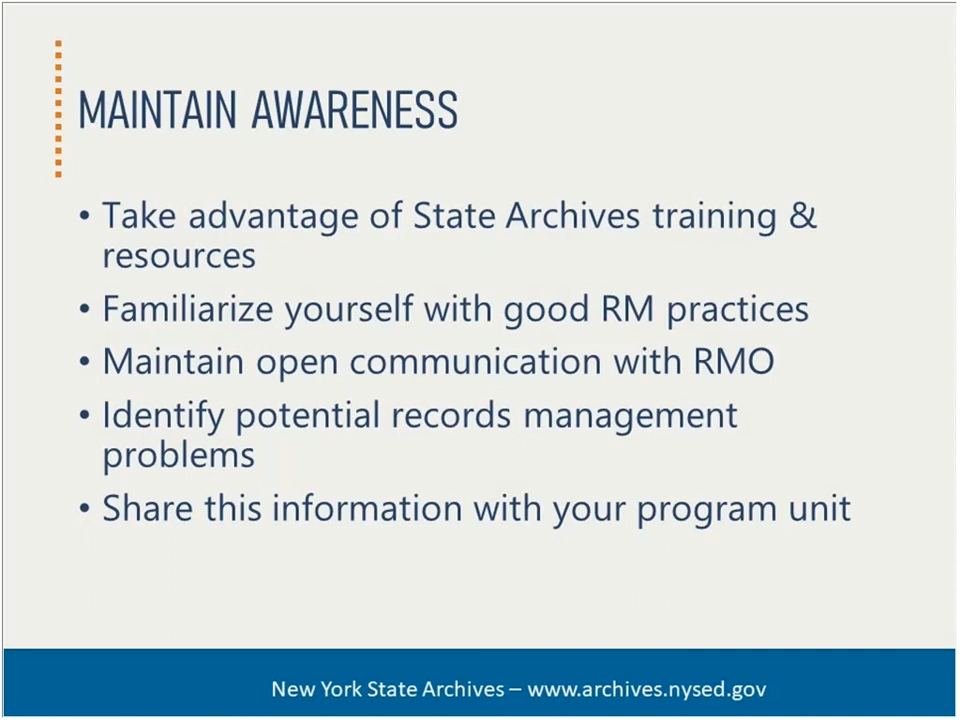 MAINTAIN AWARENESS
• Take advantage of State Archives training &
resources
• Familiarize yourself with good RM practices
• Maintain open communication with RMO
• Identify potential records management
problems
• Share this information with your program unit
New York State Archives – www.archives.nysed.gov